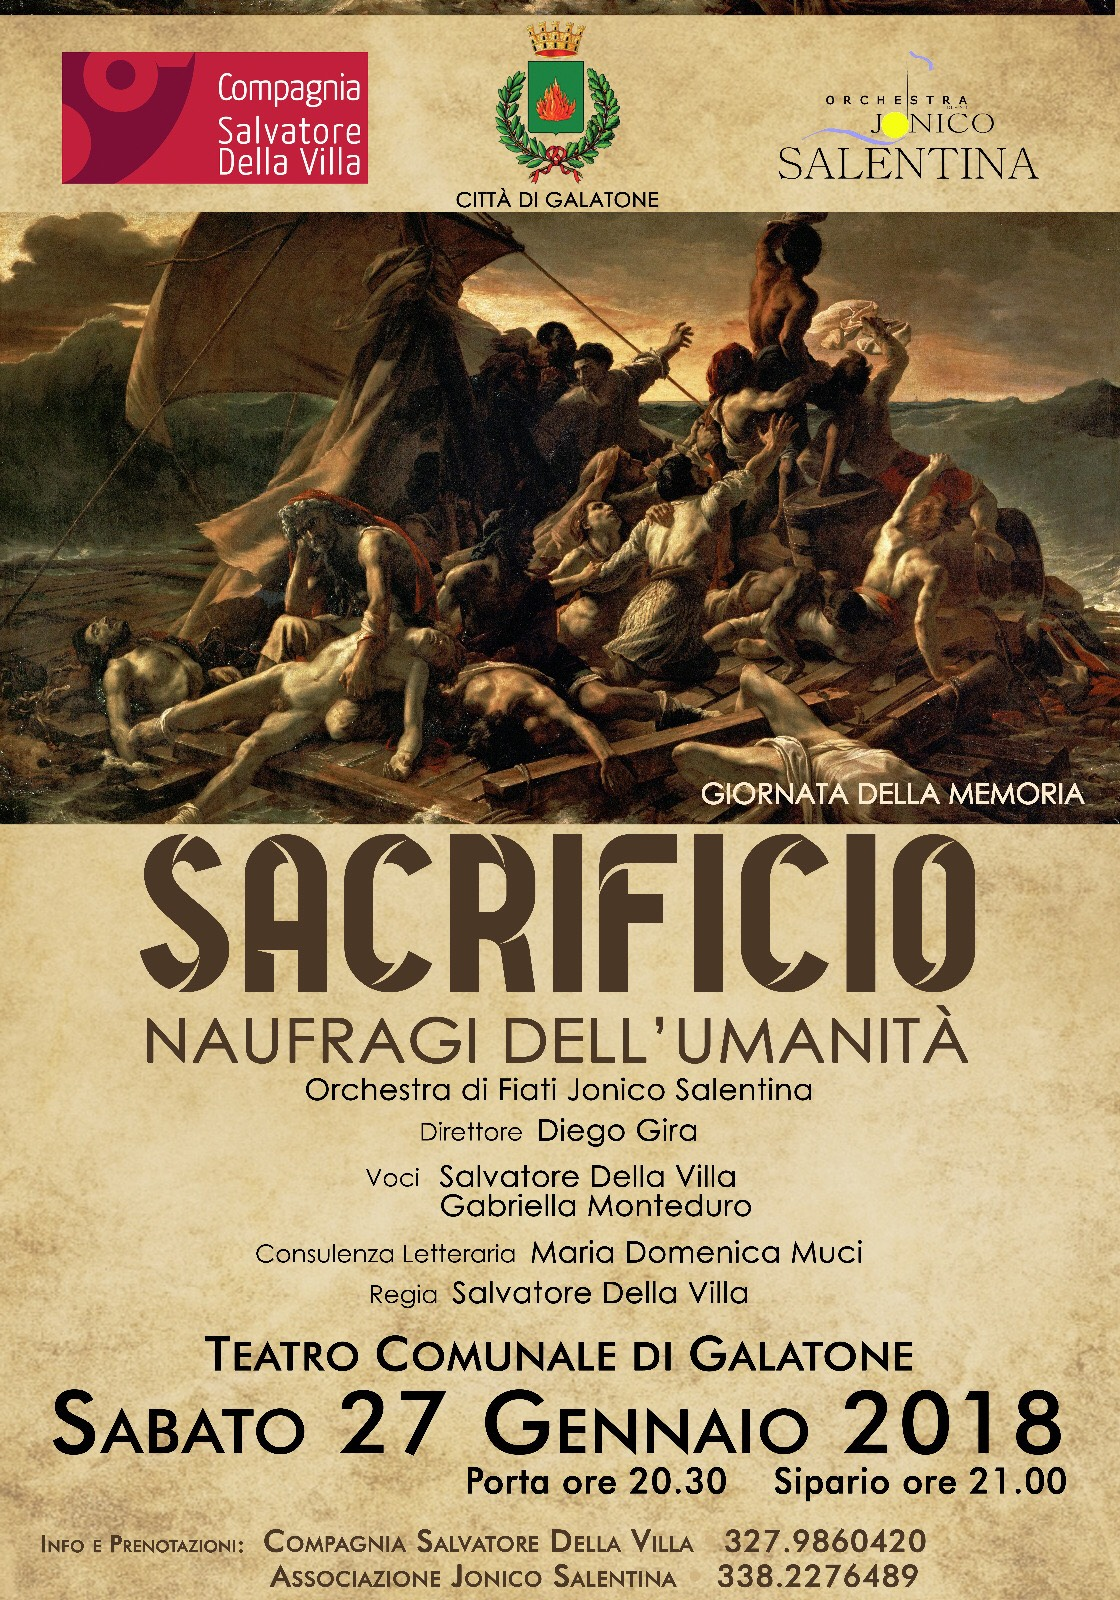 Compagnia
Salvatore
Della Villa
CITTÀ DI GALATONE
ORCHESTRA
JONICO
SALENTINA
GIORNATA DELLA MEMORIA
SACRIFICIO
NAUFRAGI DELL'UMANITÀ
Orchestra di Fiati Jonico Salentina
Direttore Diego Gira
Voci Salvatore Della Villa
Gabriella Monteduro
Consulenza Letteraria Maria Domenica Muci
Regia Salvatore Della Villa
TEATRO COMUNALE DI GALATONE
SABATO 27 GENNAIO 2018
Porta ore 20.30 Sipario ore 21.00
INFO E PRENOTAZIONI: COMPAGNIA SALVATORE DELLA VILLA 327.9860420
ASSOCIAZIONE JONICO SALENTINA 338.2276489